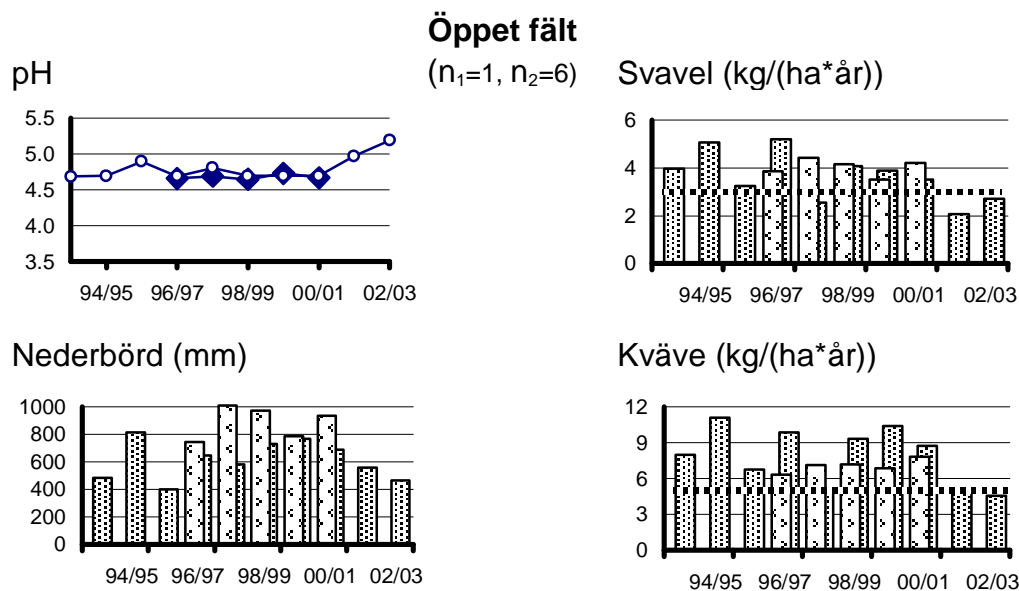 Öppet fält
(n₁=1, n₂=6)
pH
5.5
5.0
4.5
4.0
3.5
94/95 96/97 98/99 00/01 02/03
Svavel (kg/(ha*år))
6
4
2
0
94/95 96/97 98/99 00/01 02/03
Nederbörd (mm)
1000
800
600
400
200
0
94/95 96/97 98/99 00/01 02/03
Kväve (kg/(ha*år))
12
9
6
3
0
94/95 96/97 98/99 00/01 02/03